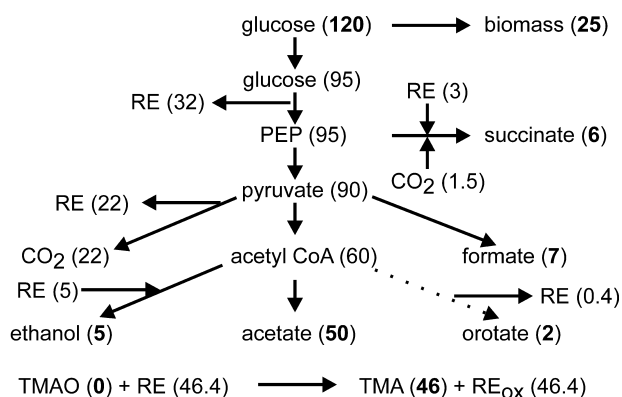 glucose (120) biomass (25)
glucose (95)
RE (32) RE (3)
PEP (95) succinate (6)
CO2 (1.5)
pyruvate (90)
RE (22)
CO2 (22) acetyl CoA (60) formate (7)
RE (5) RE (0.4)
ethanol (5) acetate (50) orotate (2)
TMAO (0) + RE (46.4) TMA (46) + REOX (46.4)